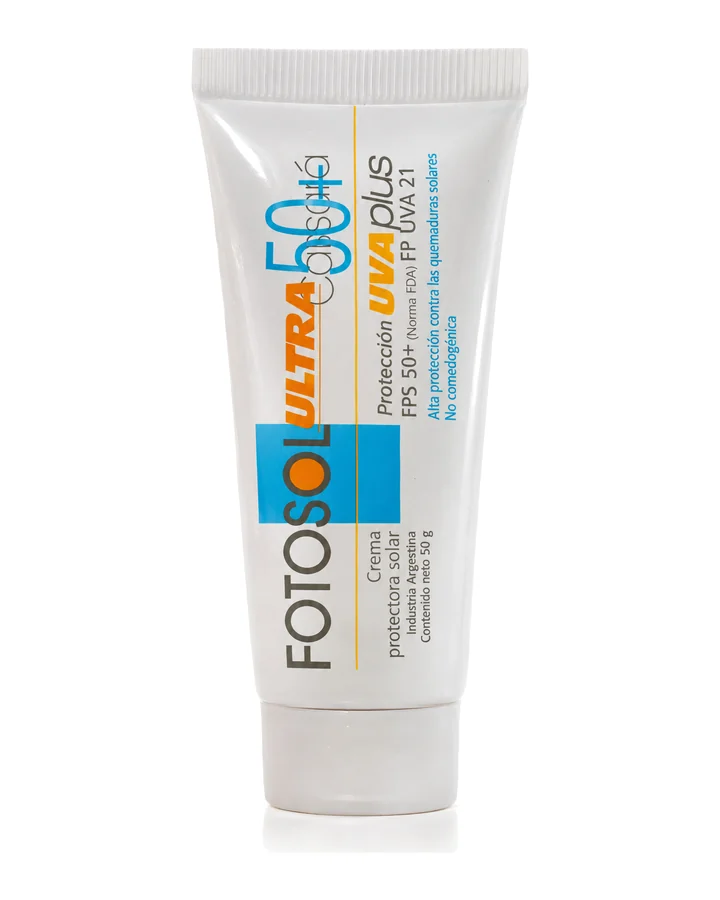 FOTOSOL ULTRA 50+
Cassará
Protección UVA plus
FPS 50+ (Norma FDA) FP UVA 21
Alta protección contra las quemaduras solares
No comedogénica
Crema
protectora solar
Industria Argentina
Contenido neto 50 g